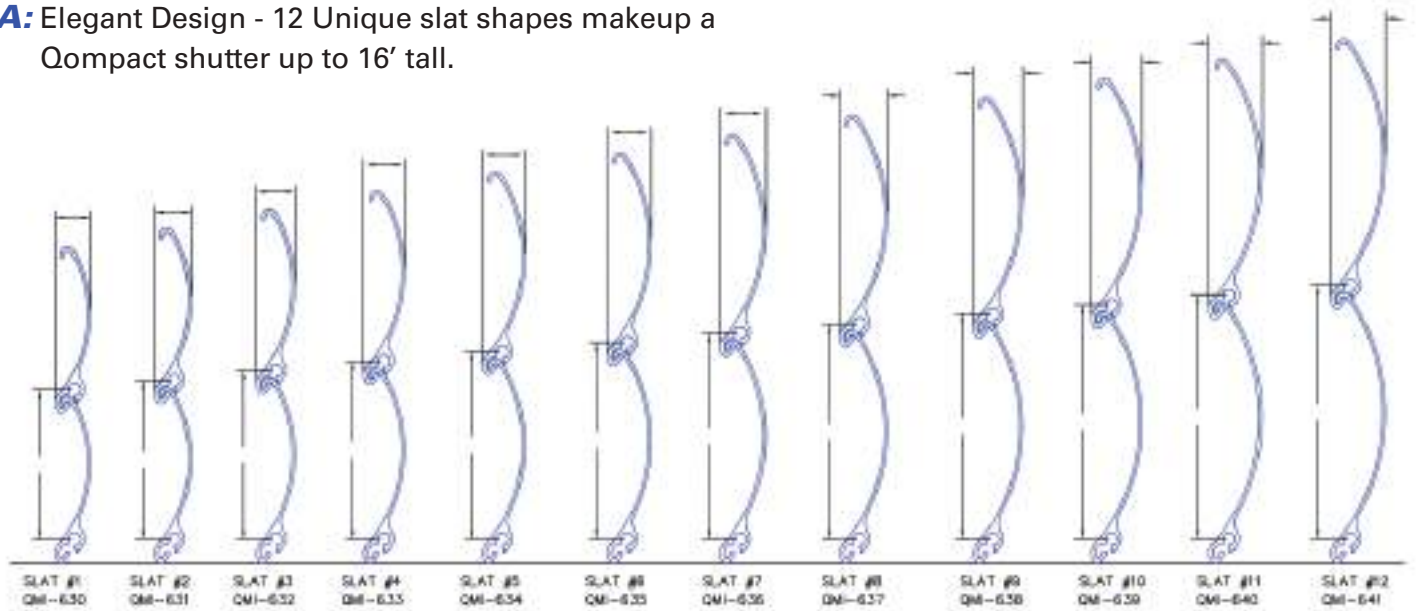 A: Elegant Design - 12 Unique slat shapes makeup a
Qompact shutter up to 16’ tall.
SLAT #1
QMI-630
SLAT #2
QMI-631
SLAT #3
QMI-632
SLAT #4
QMI-633
SLAT #5
QMI-634
SLAT #6
QMI-635
SLAT #7
QMI-636
SLAT #8
QMI-637
SLAT #9
QMI-638
SLAT #10
QMI-639
SLAT #11
QMI-640
SLAT #12
QMI-641